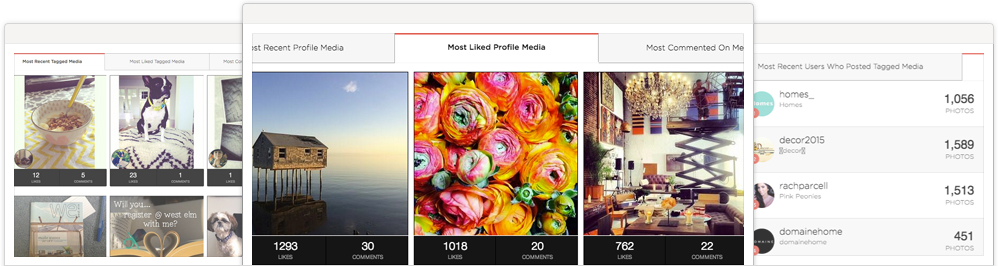 Most Recent Tagged Media
Most Liked Tagged Media
Most Co
12
LIKES
5
COMMENTS
23
LIKES
1
COMMENTS
1
LIKES
Will you...
register @ west elm
with me?
st Recent Profile Media
Most Liked Profile Media
Most Commented On Me
1293
LIKES
30
COMMENTS
1018
LIKES
20
COMMENTS
762
LIKES
22
COMMENTS
Most Recent Users Who Posted Tagged Media
homes_
Homes
1,056
PHOTOS
decor2015
decor
1,589
PHOTOS
rachparcell
Pink Peonies
1,513
PHOTOS
domainehome
domainehome
451
PHOTOS